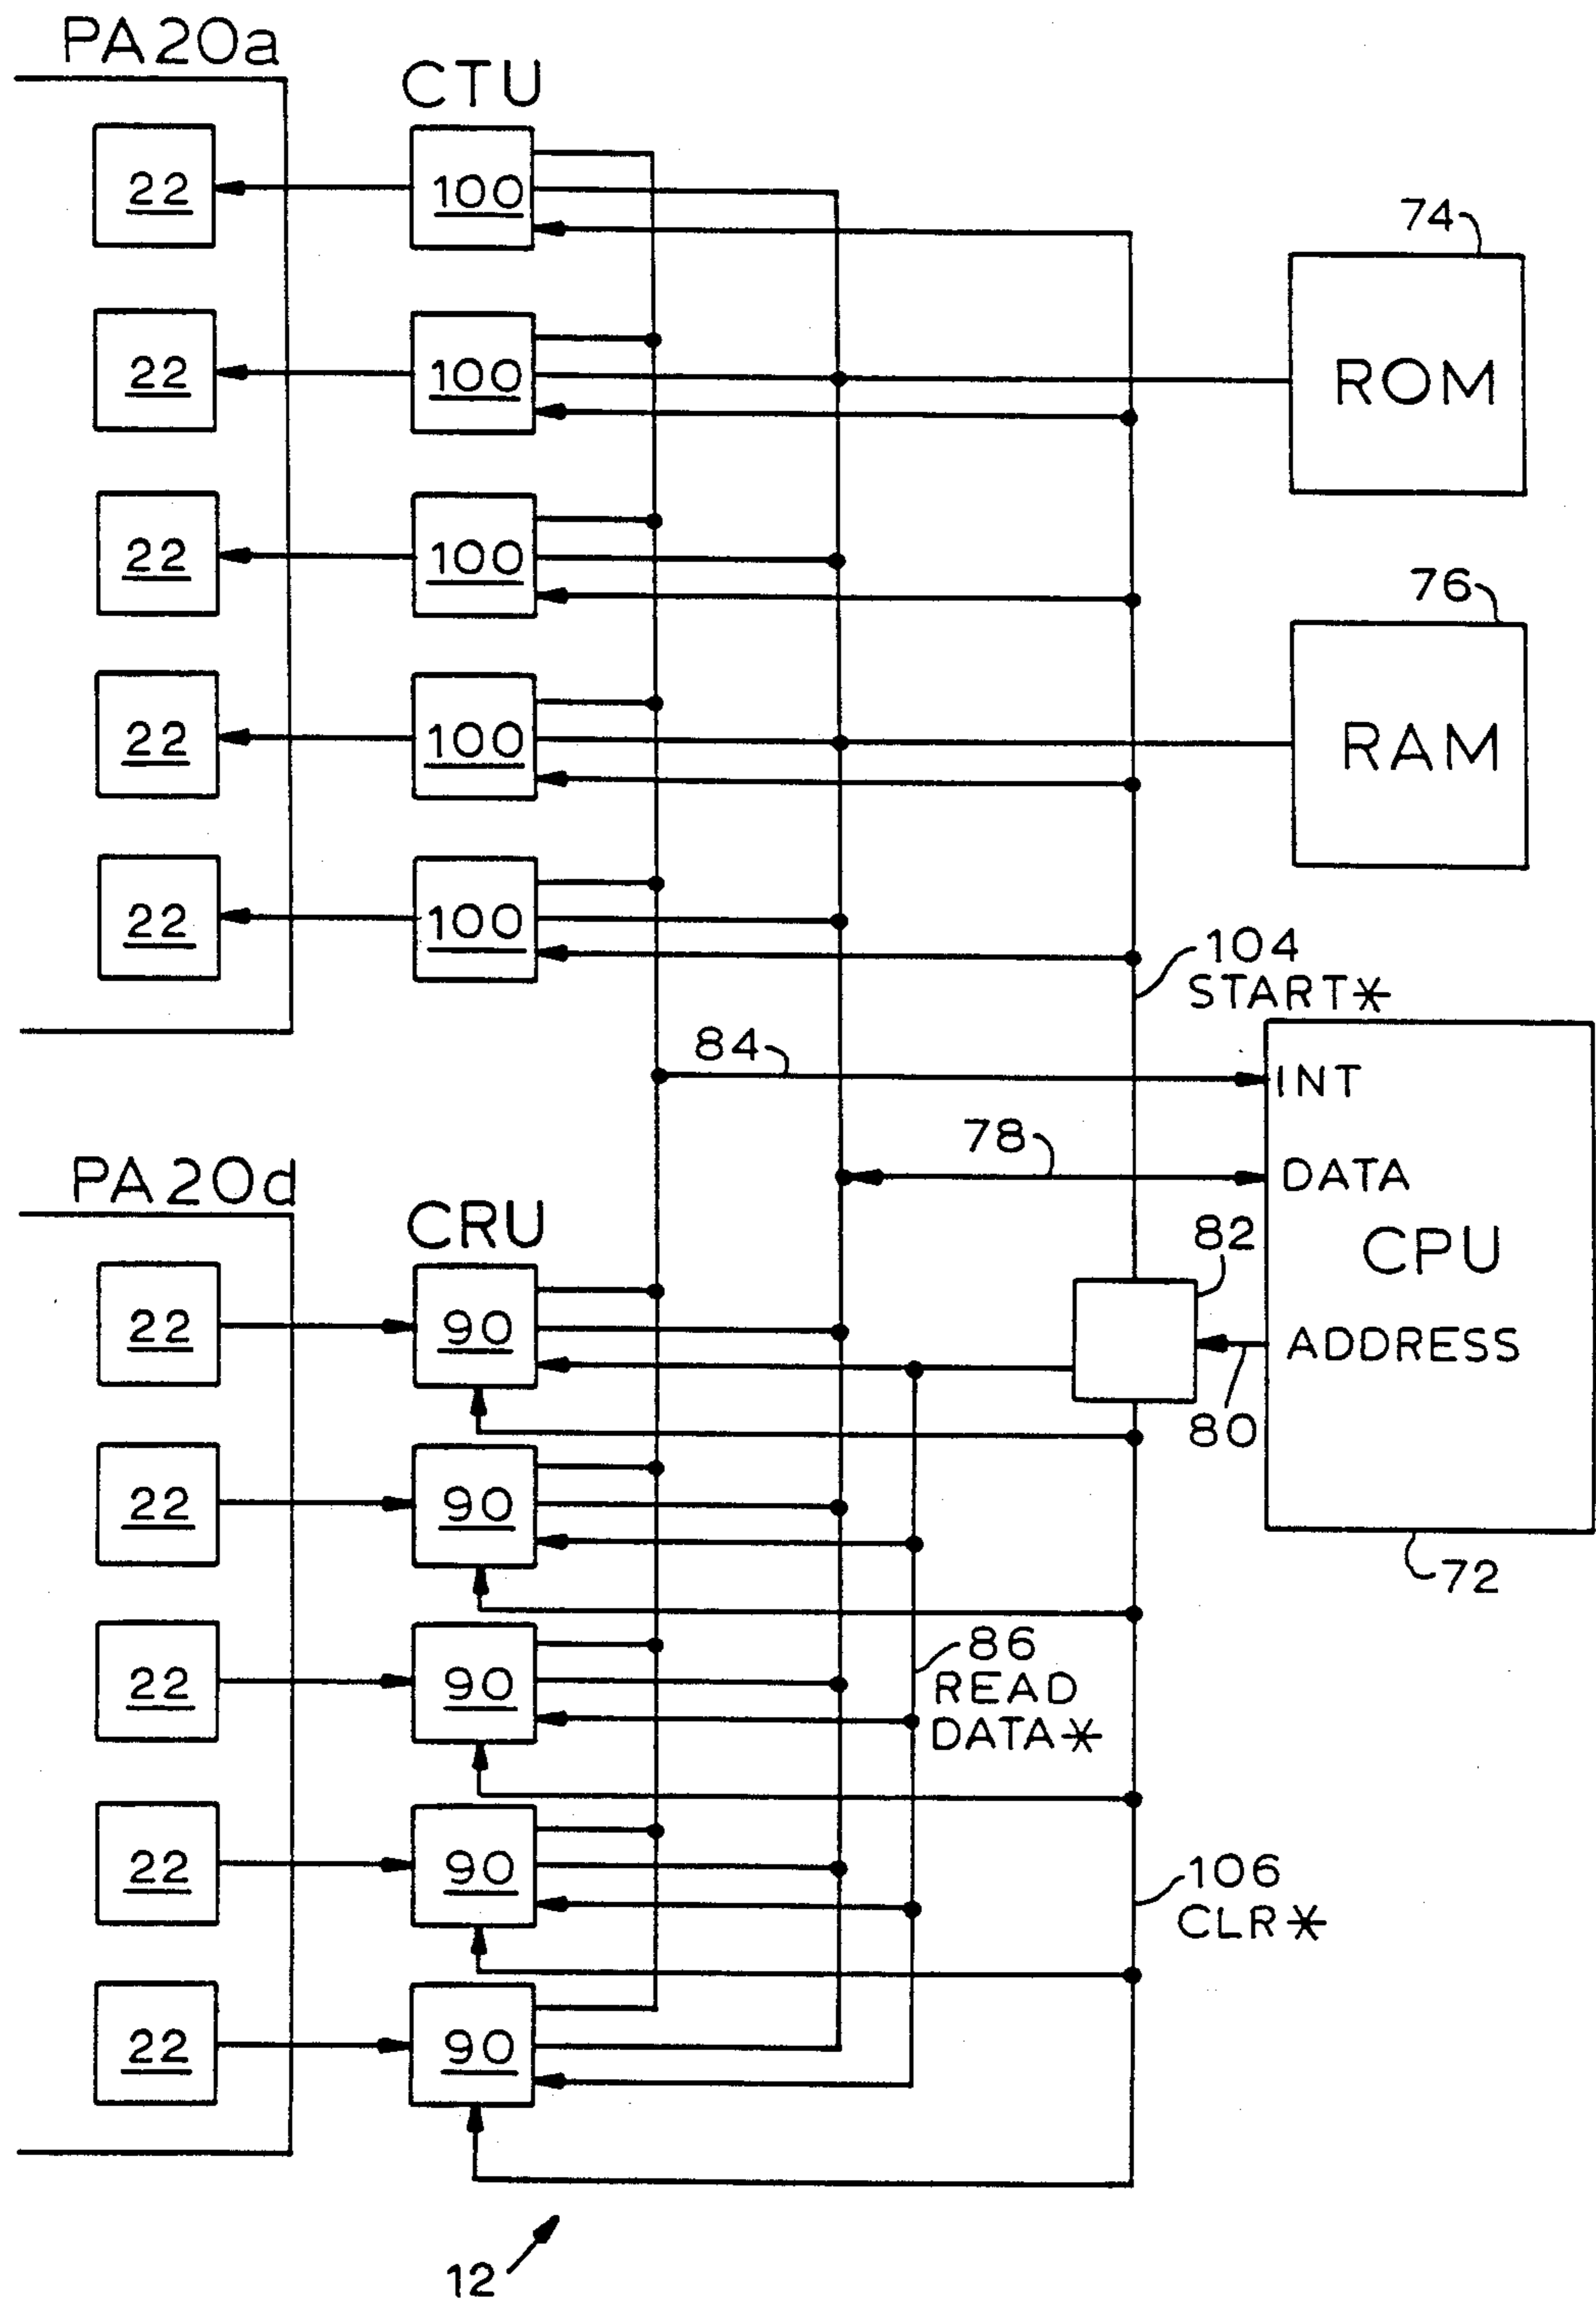 PA20a
CTU
22
100
74
ROM
22
100
22
100
76
RAM
22
100
22
100
104
START*
84
INT
78
DATA
PA20d
CRU
82
CPU
22
90
ADDRESS
80
22
90
72
22
90
86
READ
DATA*
22
90
106
CLR*
22
90
12